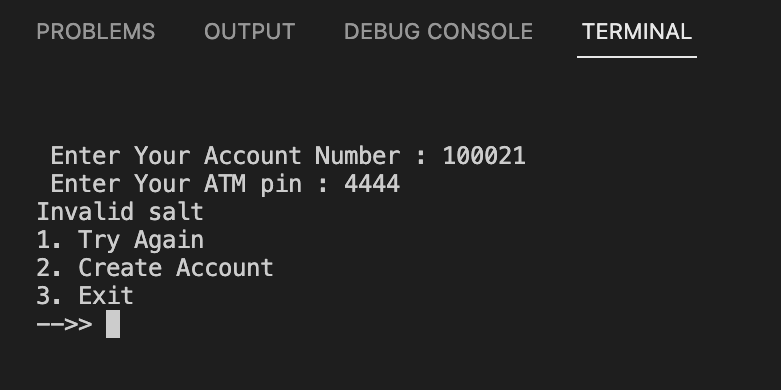 PROBLEMS OUTPUT DEBUG CONSOLE TERMINAL
Enter Your Account Number : 100021
Enter Your ATM pin : 4444
Invalid salt
1. Try Again
2. Create Account
3. Exit
-->>